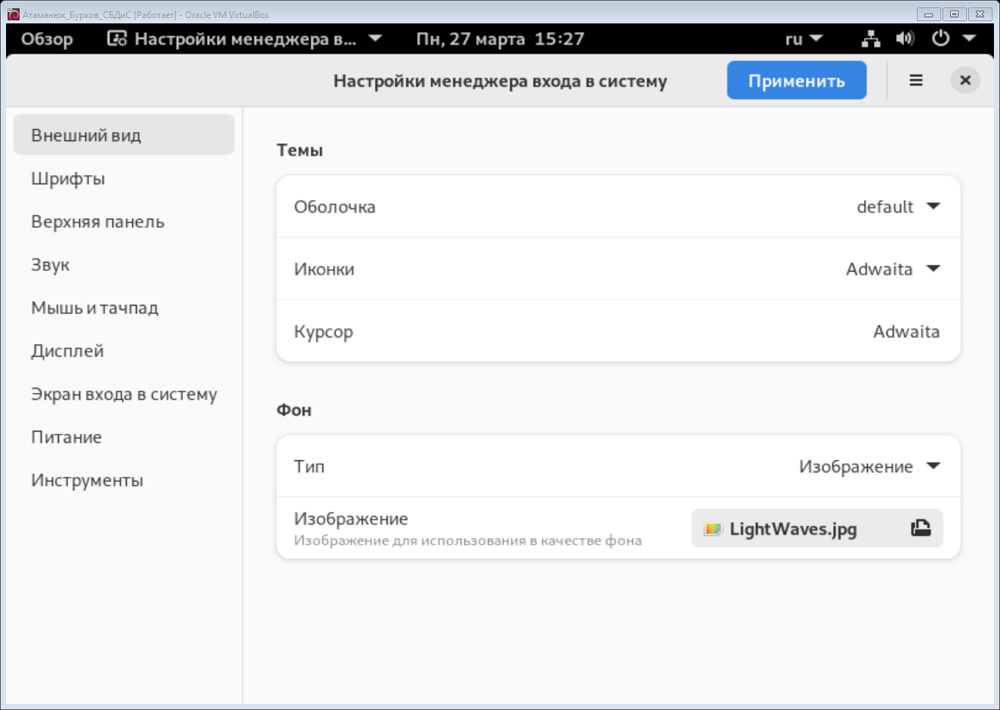 Атаманюк_Бурков_СБДиС [Работает] - Oracle VM VirtualBox
Обзор Настройки менеджера в... Пн, 27 марта 15:27 ru
Настройки менеджера входа в систему Применить
Внешний вид
Шрифты
Верхняя панель
Звук
Мышь и тачпад
Дисплей
Экран входа в систему
Питание
Инструменты
Темы
Оболочка default
Иконки Adwaita
Курсор Adwaita
Фон
Тип Изображение
Изображение
Изображение для использования в качестве фона
LightWaves.jpg